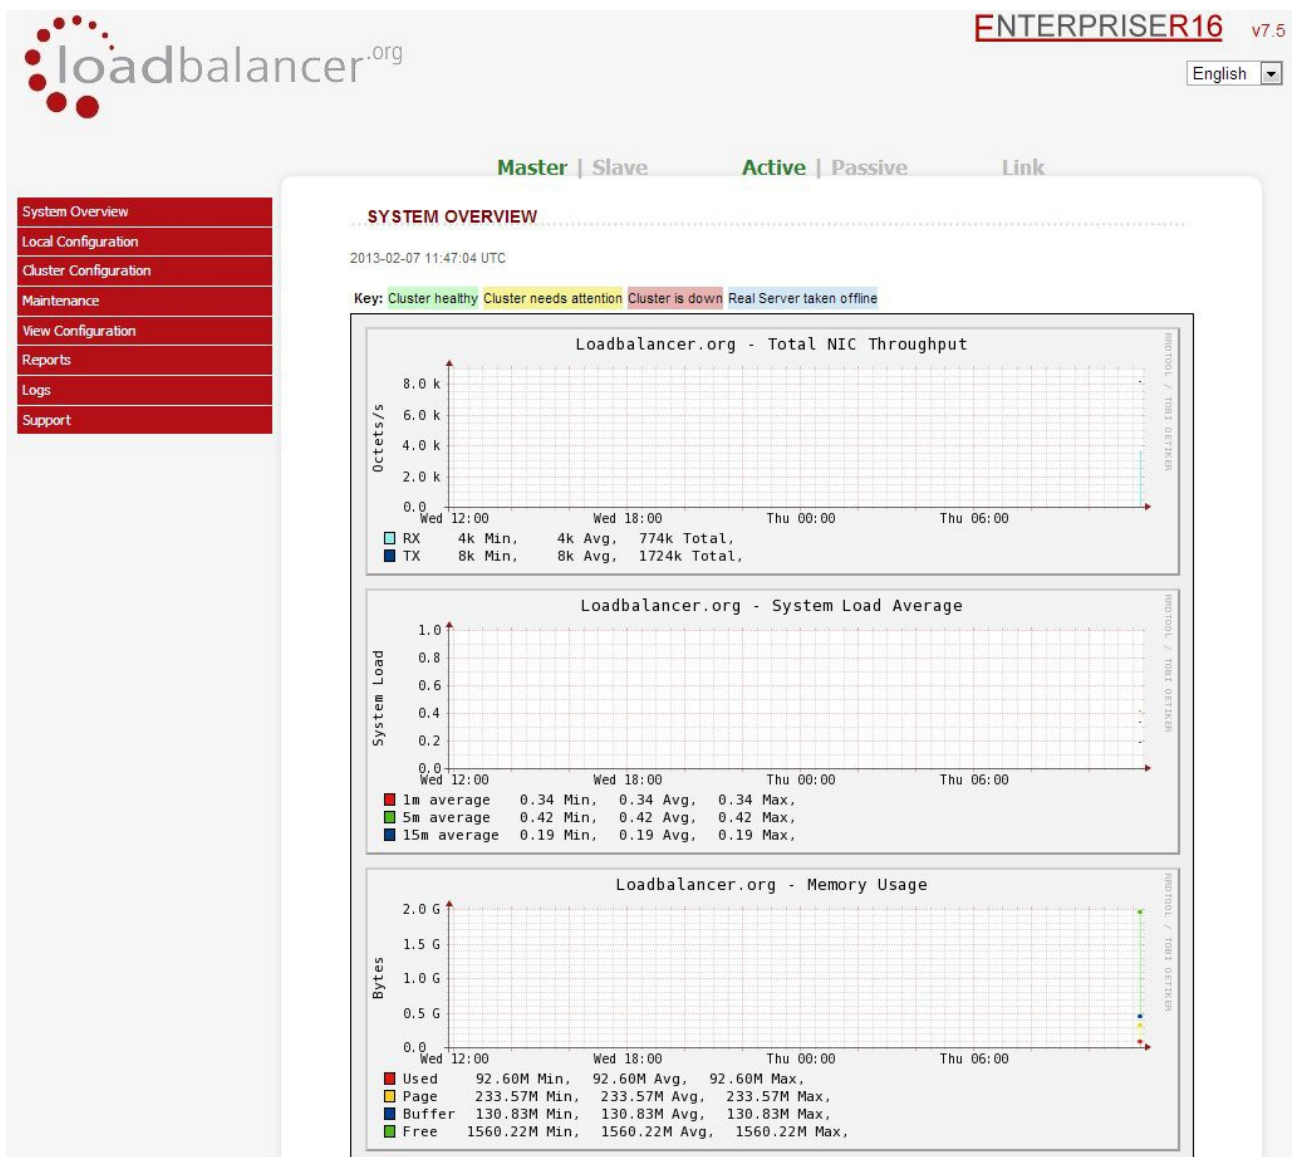 loadbalancer.org
ENTERPRISER16 v7.5
English
Master | Slave Active | Passive Link
System Overview
Local Configuration
Cluster Configuration
Maintenance
View Configuration
Reports
Logs
Support
SYSTEM OVERVIEW
2013-02-07 11:47:04 UTC
Key: Cluster healthy Cluster needs attention Cluster is down Real Server taken offline
Loadbalancer.org - Total NIC Throughput
RRDTOOL / TOBI OETIKER
Octets/s
8.0 k
6.0 k
4.0 k
2.0 k
0.0
Wed 12:00 Wed 18:00 Thu 00:00 Thu 06:00
RX 4k Min, 4k Avg, 774k Total,
TX 8k Min, 8k Avg, 1724k Total,
Loadbalancer.org - System Load Average
RRDTOOL / TOBI OETIKER
System Load
1.0
0.8
0.6
0.4
0.2
0.0
Wed 12:00 Wed 18:00 Thu 00:00 Thu 06:00
1m average 0.34 Min, 0.34 Avg, 0.34 Max,
5m average 0.42 Min, 0.42 Avg, 0.42 Max,
15m average 0.19 Min, 0.19 Avg, 0.19 Max,
Loadbalancer.org - Memory Usage
RRDTOOL / TOBI OETIKER
Bytes
2.0 G
1.5 G
1.0 G
0.5 G
0.0
Wed 12:00 Wed 18:00 Thu 00:00 Thu 06:00
Used 92.60M Min, 92.60M Avg, 92.60M Max,
Page 233.57M Min, 233.57M Avg, 233.57M Max,
Buffer 130.83M Min, 130.83M Avg, 130.83M Max,
Free 1560.22M Min, 1560.22M Avg, 1560.22M Max,